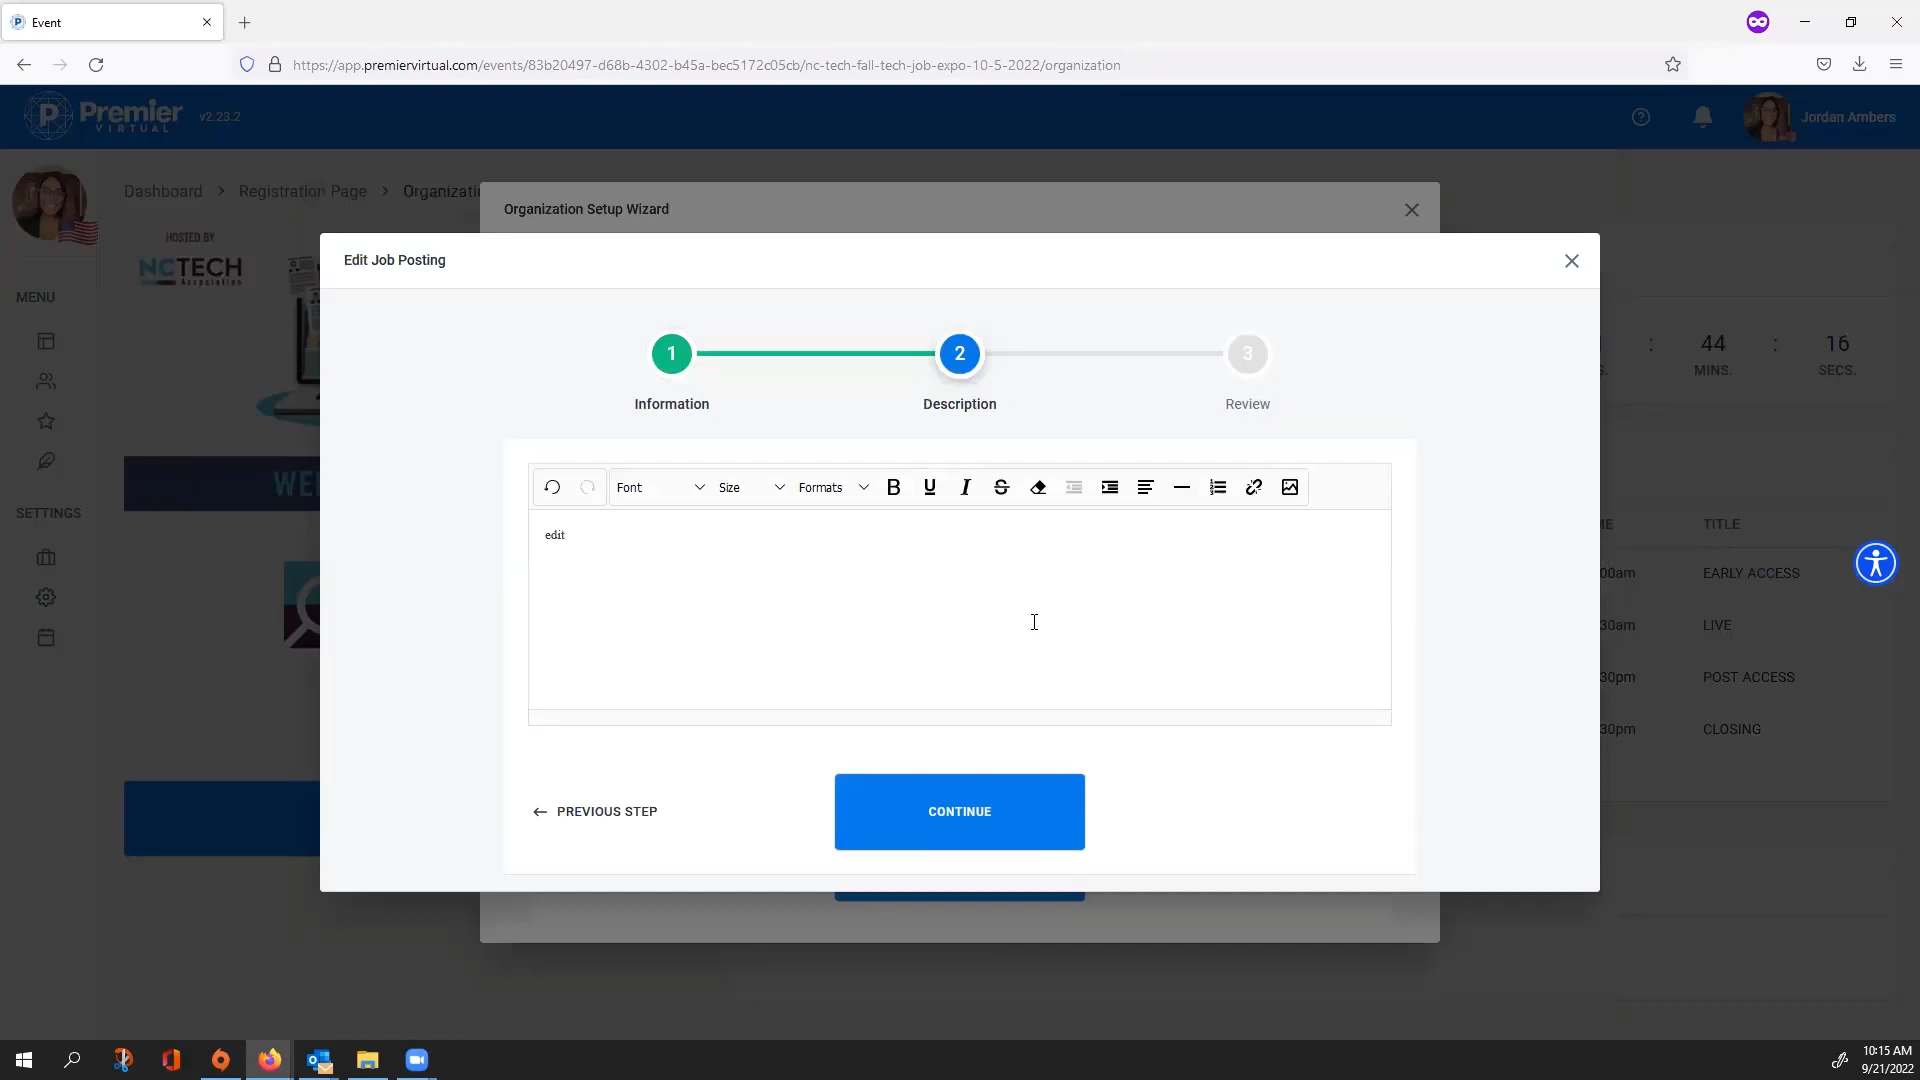 Event
https://app.premiervirtual.com/events/83b20497-d68b-4302-b45a-bec5172c05cb/nc-tech-fall-tech-job-expo-10-5-2022/organization
P Premier VIRTUAL v2.23.2
Jordan Ambers
Dashboard > Registration Page > Organizati
Organization Setup Wizard
HOSTED BY
NCTECH
Association
Edit Job Posting
MENU
1 2 3
Information Description Review
44 : 16
MINS. SECS.
Font Size Formats B U I S
WEL
SETTINGS
edit
ME TITLE
00am EARLY ACCESS
30am LIVE
30pm POST ACCESS
30pm CLOSING
PREVIOUS STEP
CONTINUE
10:15 AM
9/21/2022